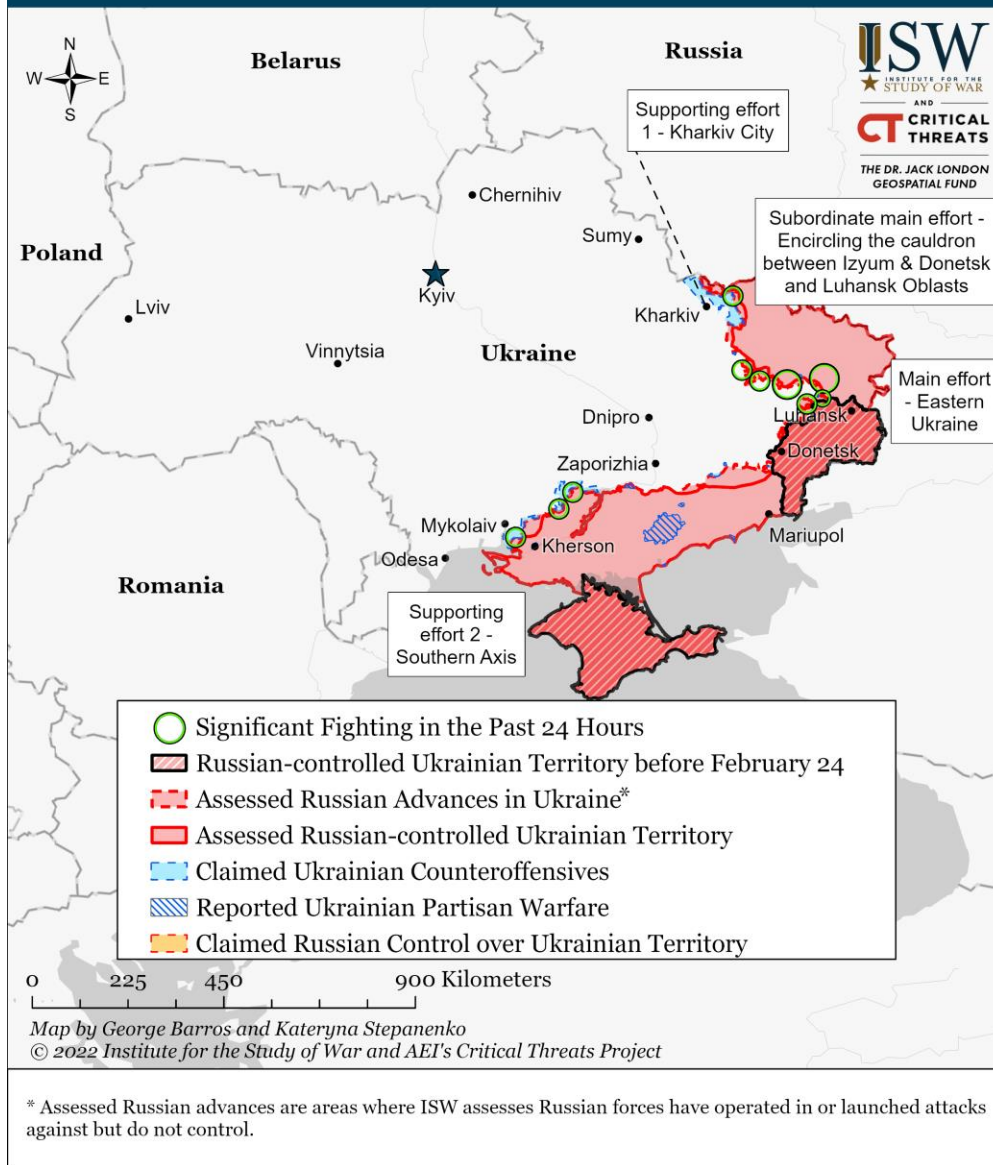 N
W E
S
Belarus
Russia
ISW
INSTITUTE FOR THE
STUDY OF WAR
AND
CT CRITICAL
THREATS
THE DR. JACK LONDON
GEOSPATIAL FUND
Supporting effort
1 - Kharkiv City
Chernihiv
Subordinate main effort -
Encircling the cauldron
between Izyum & Donetsk
and Luhansk Oblasts
Sumy
Poland
Kyiv
Lviv
Kharkiv
Vinnytsia
Ukraine
Main effort
- Eastern
Ukraine
Dnipro
Luhansk
Donetsk
Zaporizhia
Mykolaiv
Mariupol
Kherson
Odesa
Romania
Supporting
effort 2 -
Southern Axis
Significant Fighting in the Past 24 Hours
Russian-controlled Ukrainian Territory before February 24
Assessed Russian Advances in Ukraine*
Assessed Russian-controlled Ukrainian Territory
Claimed Ukrainian Counteroffensives
Reported Ukrainian Partisan Warfare
Claimed Russian Control over Ukrainian Territory
0 225 450 900 Kilometers
Map by George Barros and Kateryna Stepanenko
© 2022 Institute for the Study of War and AEI's Critical Threats Project
* Assessed Russian advances are areas where ISW assesses Russian forces have operated in or launched attacks
against but do not control.